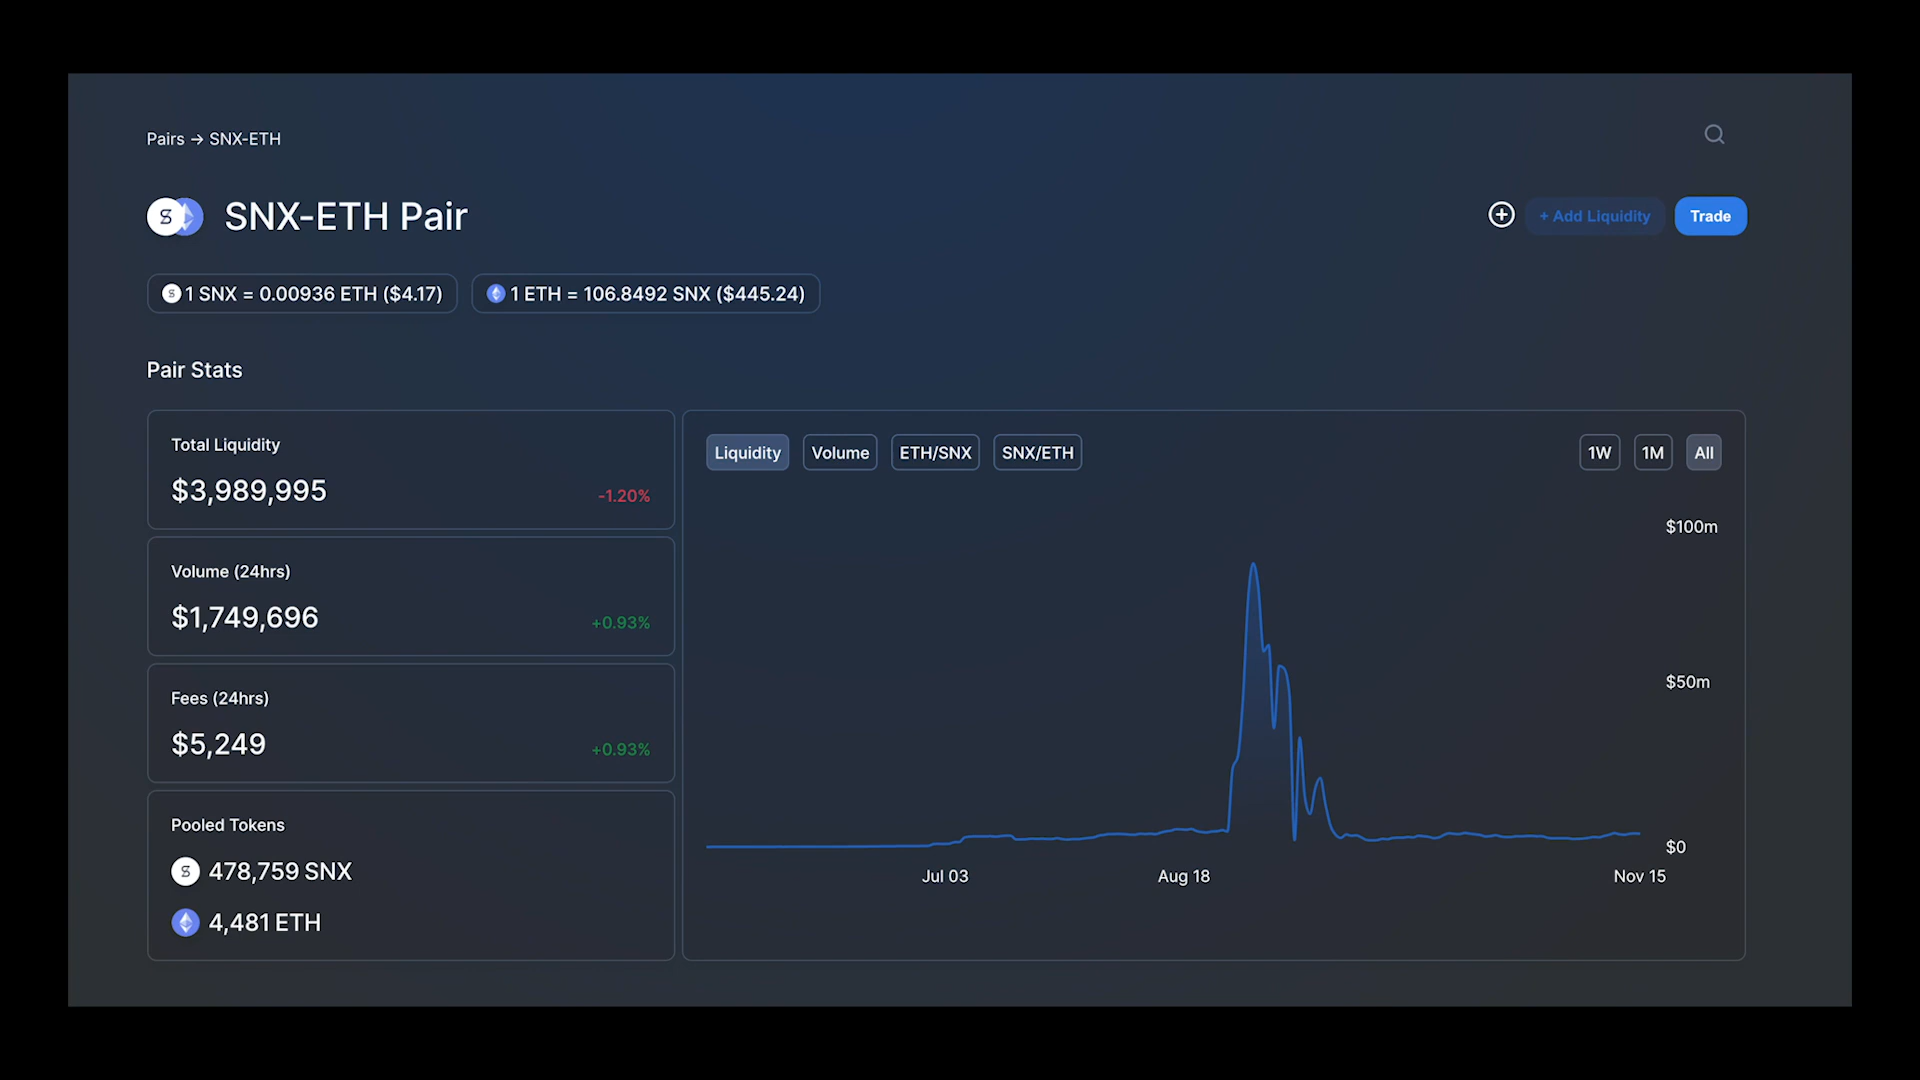 Pairs → SNX-ETH
SNX-ETH Pair
+ Add Liquidity
Trade
1 SNX = 0.00936 ETH ($4.17)
1 ETH = 106.8492 SNX ($445.24)
Pair Stats
Total Liquidity
$3,989,995
-1.20%
Volume (24hrs)
$1,749,696
+0.93%
Fees (24hrs)
$5,249
+0.93%
Pooled Tokens
478,759 SNX
4,481 ETH
Liquidity
Volume
ETH/SNX
SNX/ETH
1W
1M
All
$100m
$50m
$0
Jul 03
Aug 18
Nov 15